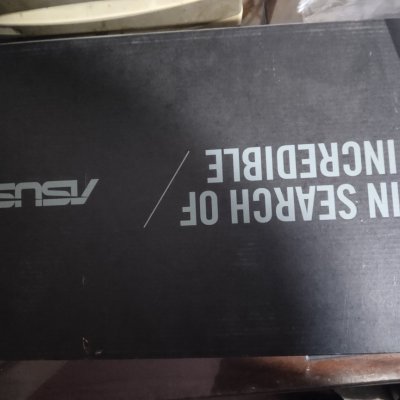 IN SEARCH OF
INCREDIBLE
ASUS